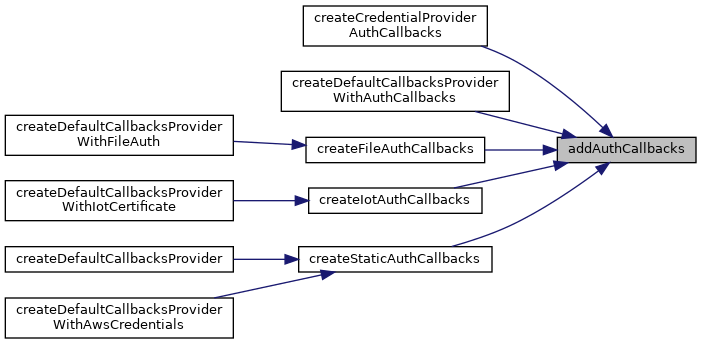 createCredentialProvider
AuthCallbacks
createDefaultCallbacksProvider
WithAuthCallbacks
createDefaultCallbacksProvider
WithFileAuth
createFileAuthCallbacks
addAuthCallbacks
createDefaultCallbacksProvider
WithIotCertificate
createIotAuthCallbacks
createDefaultCallbacksProvider
createStaticAuthCallbacks
createDefaultCallbacksProvider
WithAwsCredentials